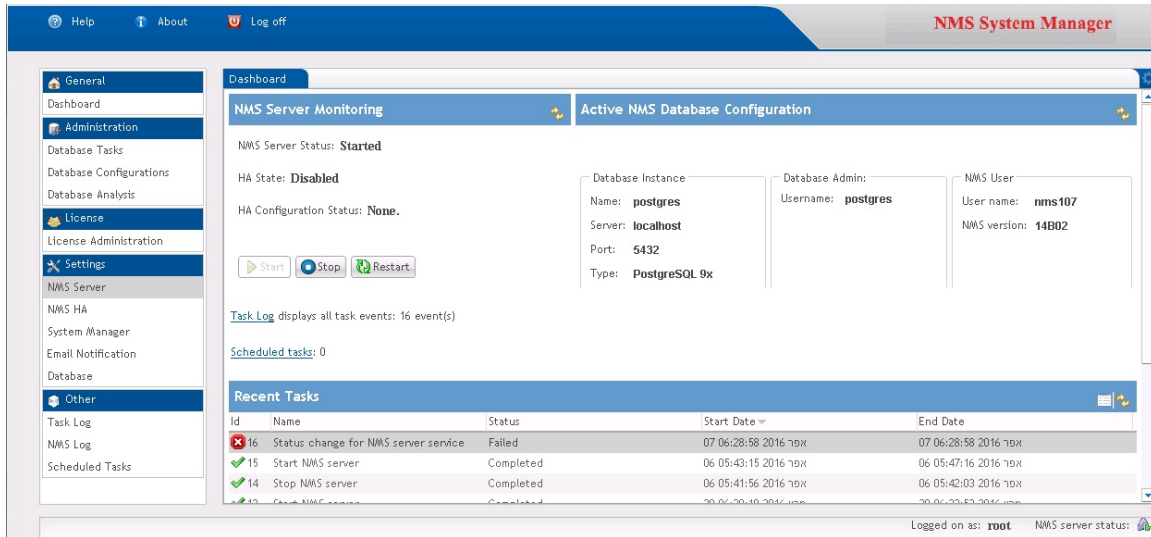 Help About Log off
NMS System Manager
General
Dashboard
Administration
Database Tasks
Database Configurations
Database Analysis
License
License Administration
Settings
NMS Server
NMS HA
System Manager
Email Notification
Database
Other
Task Log
NMS Log
Scheduled Tasks
Dashboard
NMS Server Monitoring
NMS Server Status: Started
HA State: Disabled
HA Configuration Status: None.
Start Stop Restart
Active NMS Database Configuration
Database Instance
Name: postgres
Server: localhost
Port: 5432
Type: PostgreSQL 9x
Database Admin:
Username: postgres
NMS User
User name: nms107
NMS version: 14B02
Task Log displays all task events: 16 event(s)
Scheduled tasks: 0
Recent Tasks
Id Name Status Start Date End Date
16 Status change for NMS server service Failed 07 06:28:58 2016 אפר 07 06:28:58 2016 אפר
15 Start NMS server Completed 06 05:43:15 2016 אפר 06 05:47:16 2016 אפר
14 Stop NMS server Completed 06 05:41:56 2016 אפר 06 05:42:03 2016 אפר
Logged on as: root NMS server status: